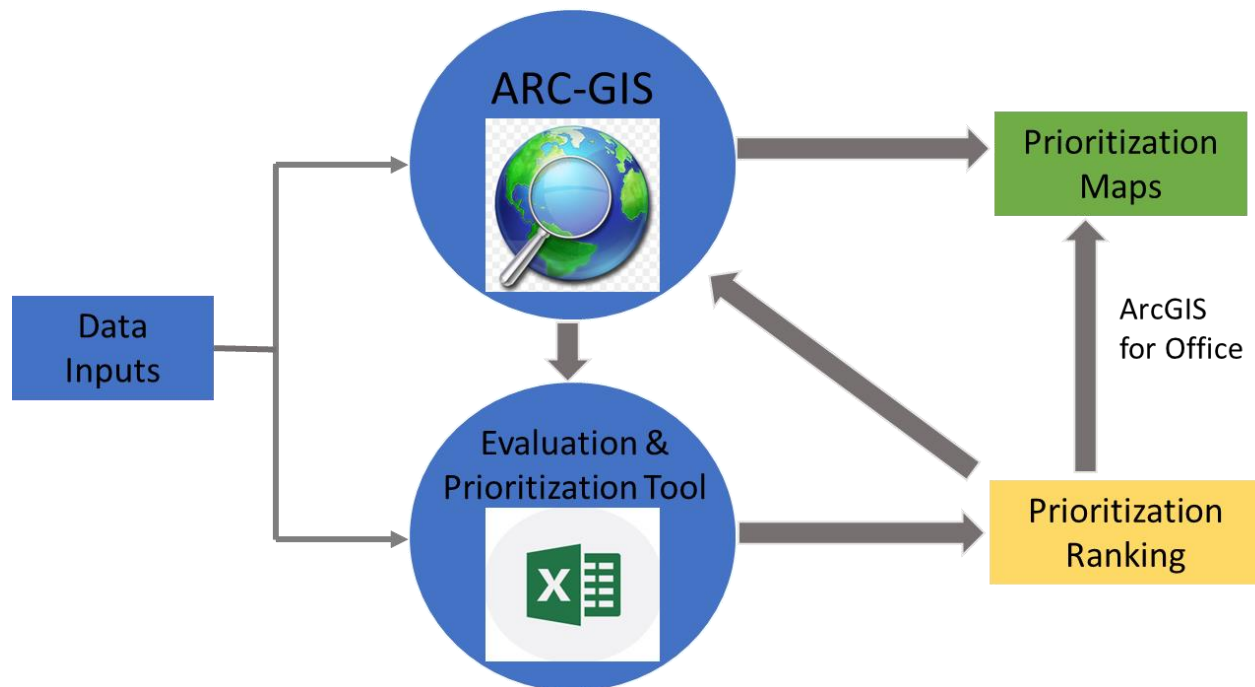 ARC-GIS
Prioritization
Maps
Data
Inputs
ArcGIS
for Office
Evaluation &
Prioritization Tool
X
Prioritization
Ranking